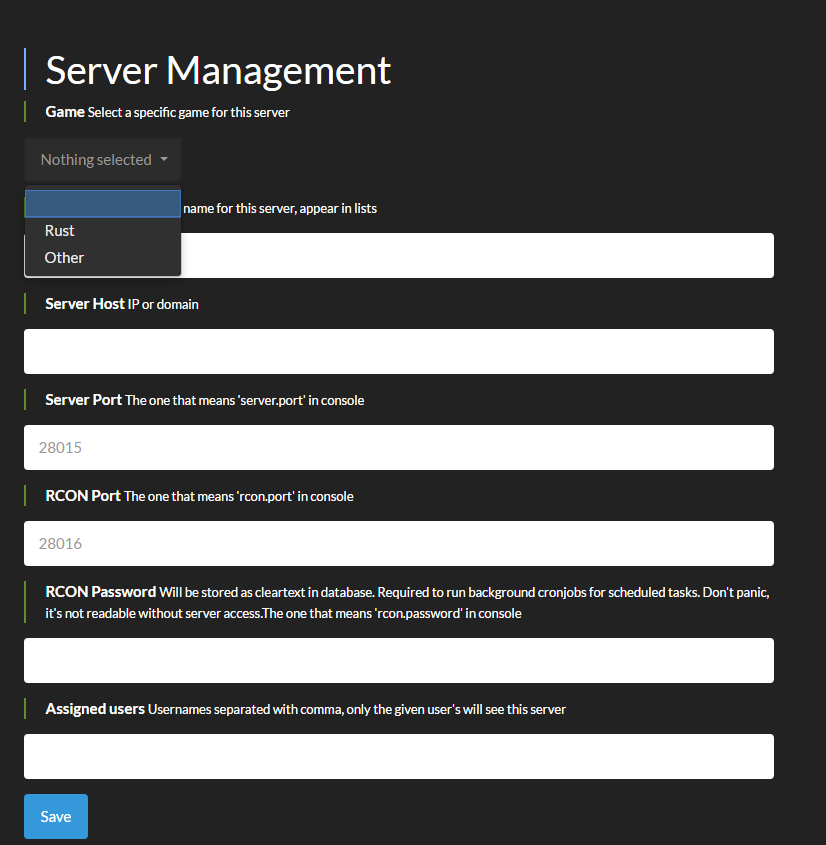 Server Management
Game Select a specific game for this server
Nothing selected
name for this server, appear in lists
Rust
Other
Server Host IP or domain
Server Port The one that means 'server.port' in console
28015
RCON Port The one that means 'rcon.port' in console
28016
RCON Password Will be stored as cleartext in database. Required to run background cronjobs for scheduled tasks. Don't panic,
it's not readable without server access.The one that means 'rcon.password' in console
Assigned users Usernames separated with comma, only the given user's will see this server
Save